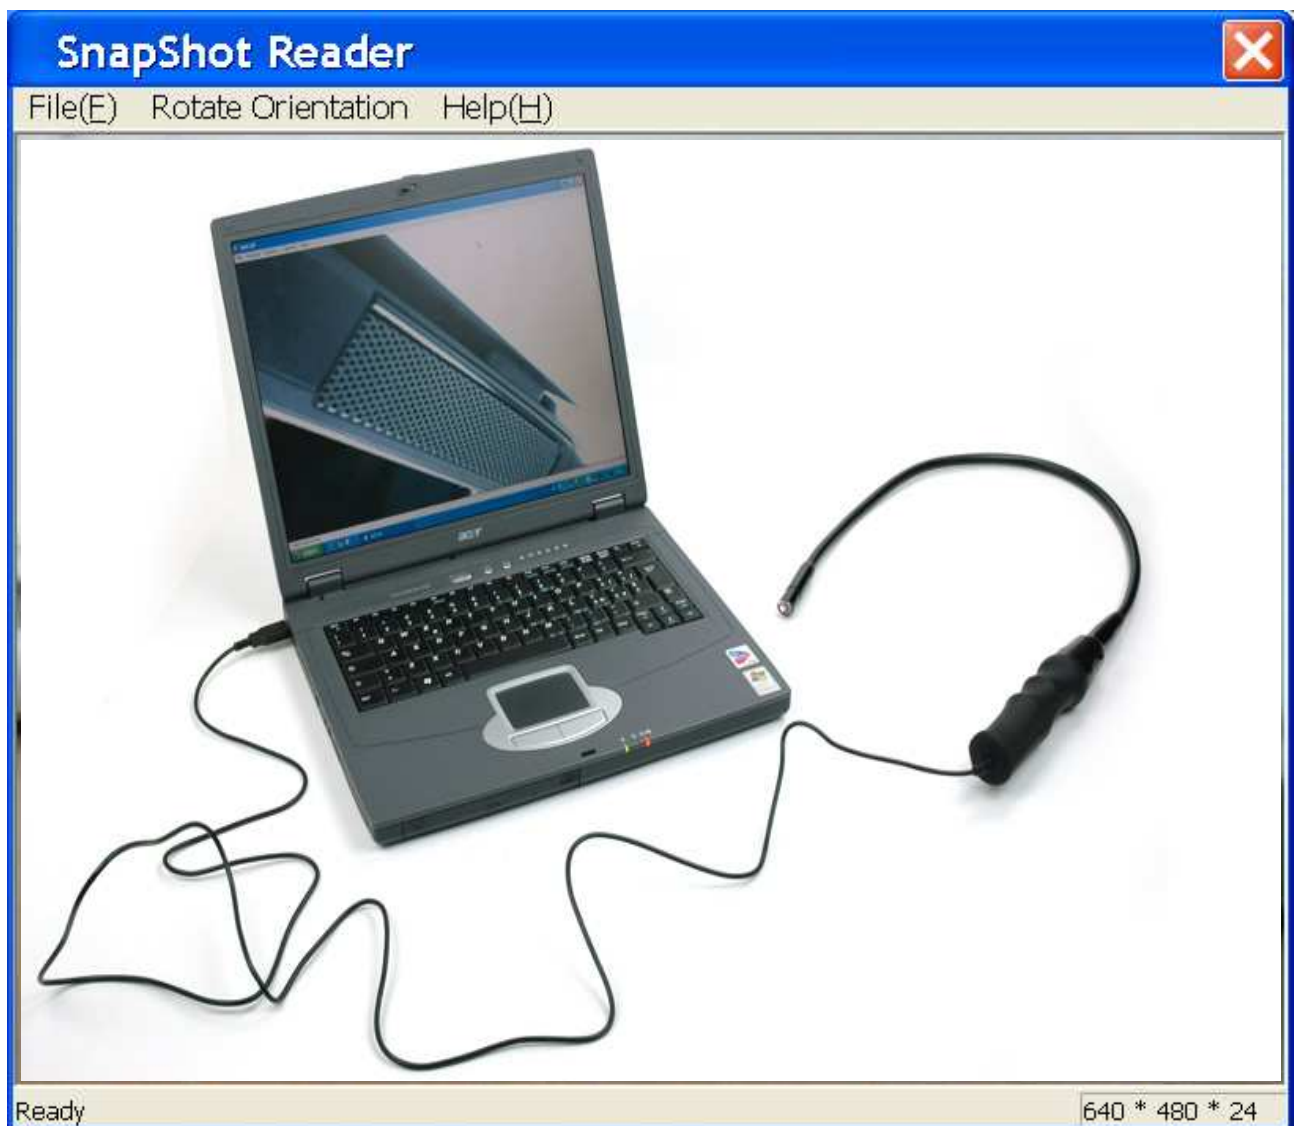 SnapShot Reader
File(F) Rotate Orientation Help(H)
acer
Ready
640 * 480 * 24